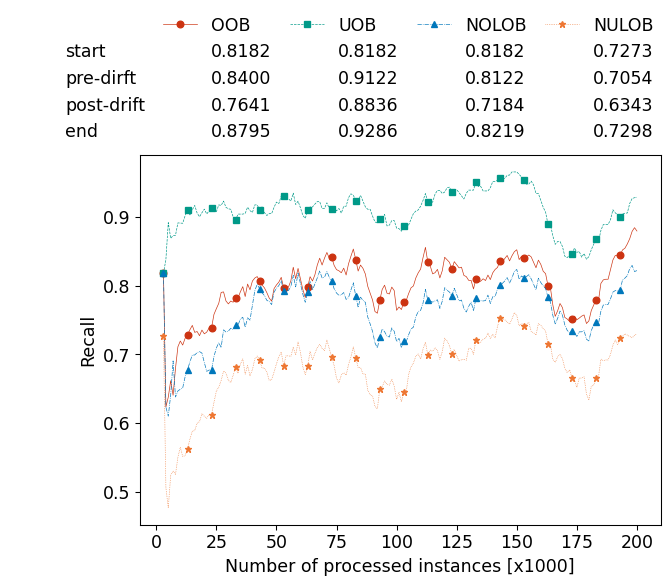 OOB UOB NOLOB NULOB
start 0.8182 0.8182 0.8182 0.7273
pre-dirft 0.8400 0.9122 0.8122 0.7054
post-drift 0.7641 0.8836 0.7184 0.6343
end 0.8795 0.9286 0.8219 0.7298
0.9
0.8
0.7
0.6
0.5
Recall
0 25 50 75 100 125 150 175 200
Number of processed instances [x1000]